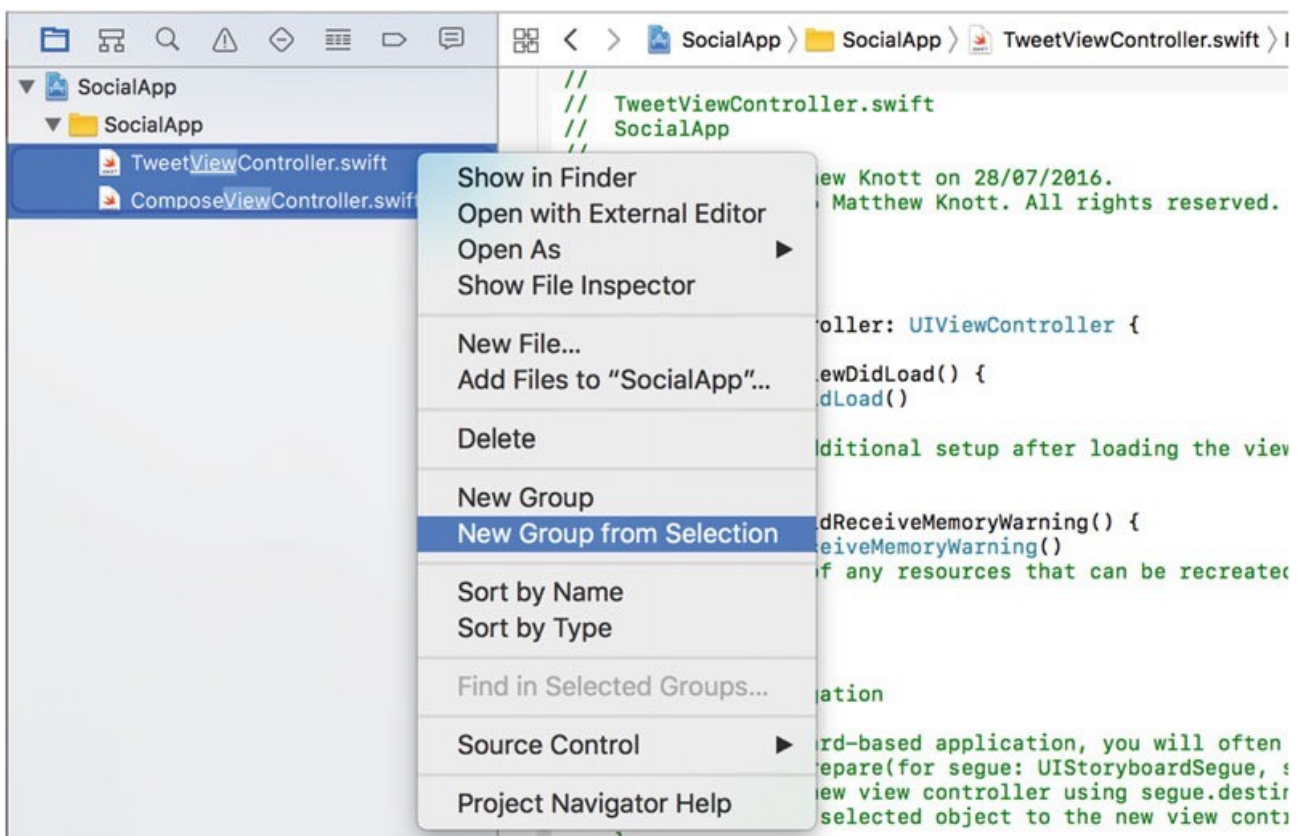 SocialApp 〉 SocialApp 〉 TweetViewController.swift 〉
SocialApp
SocialApp
TweetViewController.swift
ComposeViewController.swift
Show in Finder
Open with External Editor
Open As
Show File Inspector
New File...
Add Files to “SocialApp”...
Delete
New Group
New Group from Selection
Sort by Name
Sort by Type
Find in Selected Groups...
Source Control
Project Navigator Help
//
// TweetViewController.swift
// SocialApp
//
ew Knott on 28/07/2016.
Matthew Knott. All rights reserved.
roller: UIViewController {
ewDidLoad() {
dLoad()
ditional setup after loading the view
dReceiveMemoryWarning() {
ceiveMemoryWarning()
f any resources that can be recreated
ation
rd-based application, you will often
repare(for segue: UIStoryboardSegue, s
ew view controller using segue.destin
selected object to the new view contr